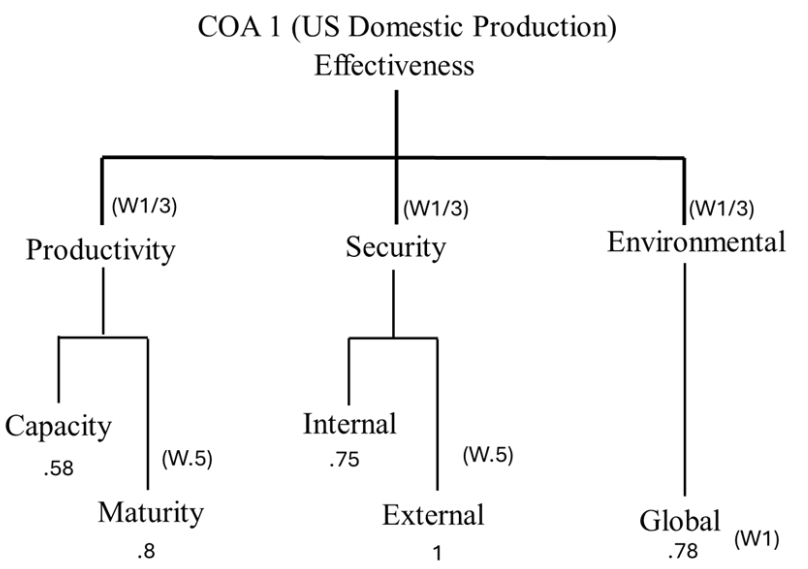 COA 1 (US Domestic Production)
Effectiveness
(W1/3)
(W1/3)
(W1/3)
Productivity
Security
Environmental
Capacity
.58
(W.5)
Maturity
.8
Internal
.75
(W.5)
External
1
Global
(W1)
.78